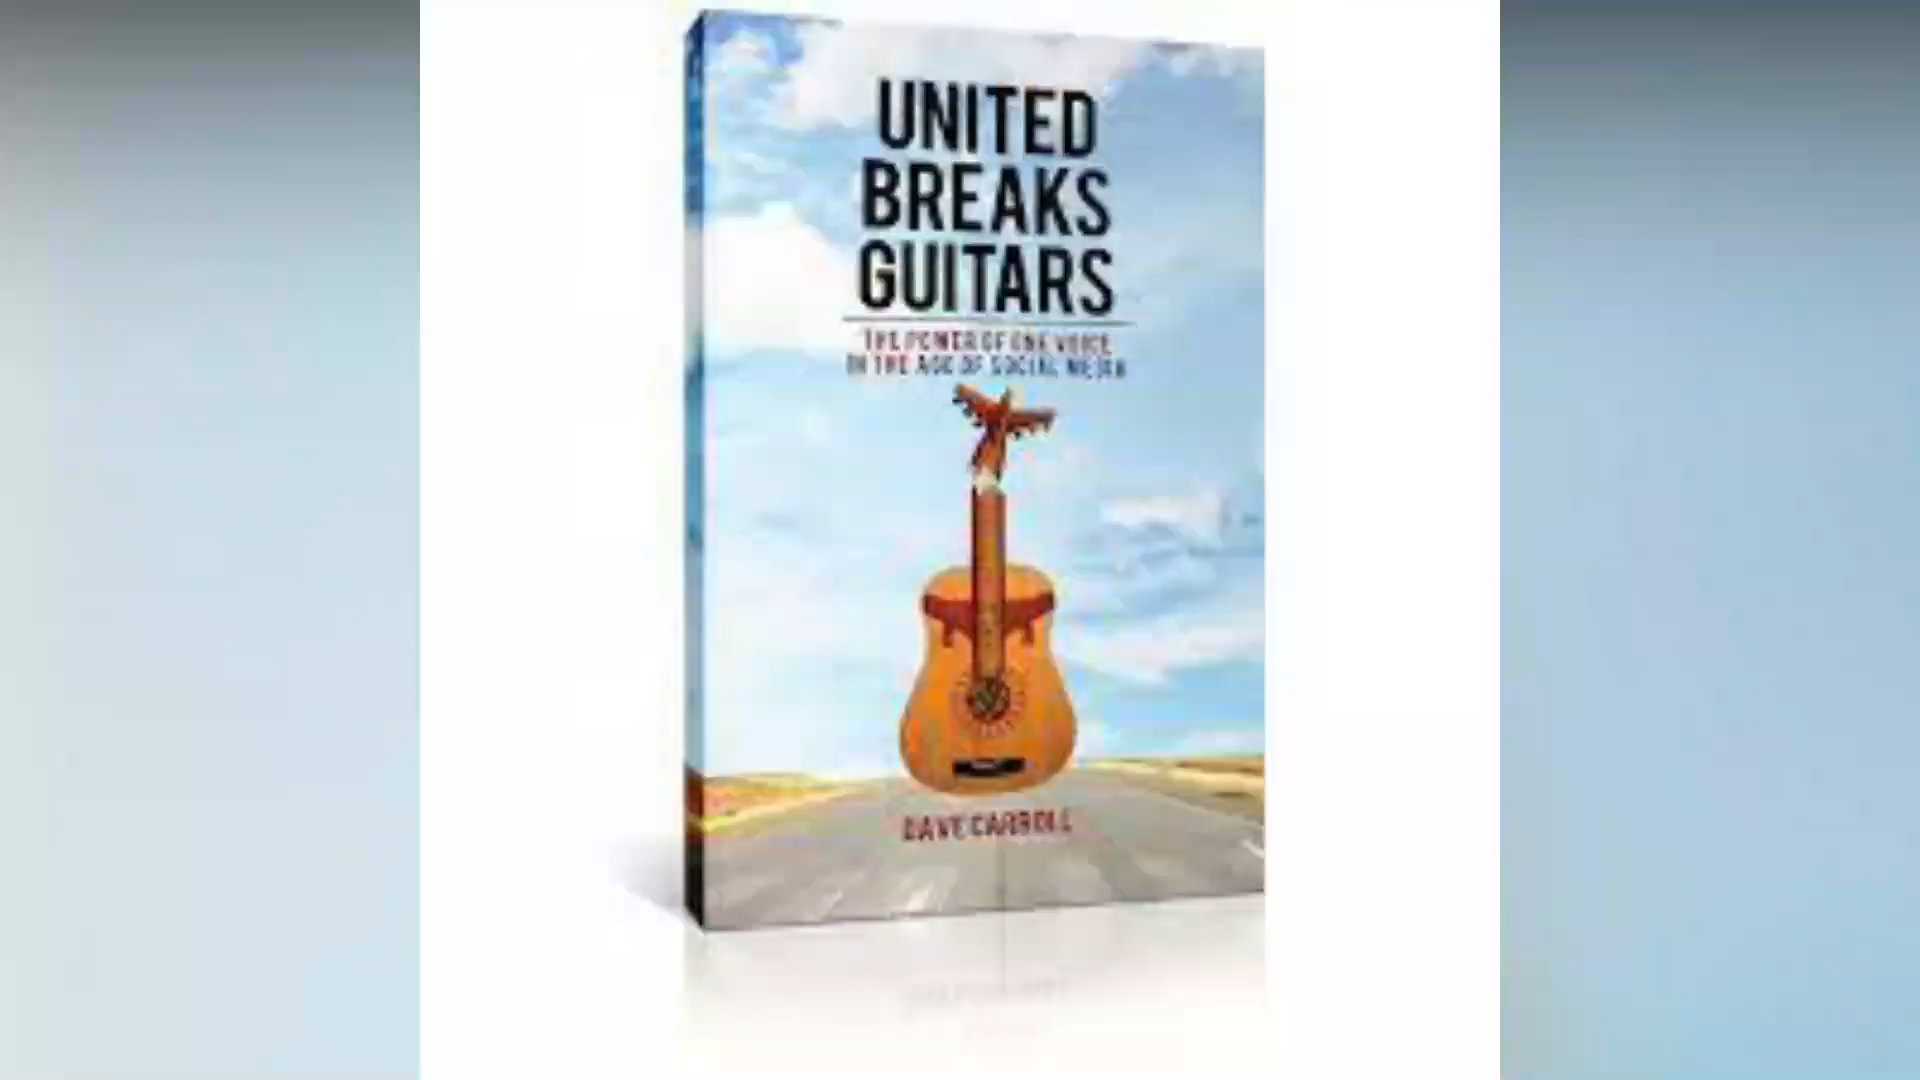 UNITED
BREAKS
GUITARS
THE POWER OF ONE VOICE
IN THE AGE OF SOCIAL MEDIA
DAVE CARROLL